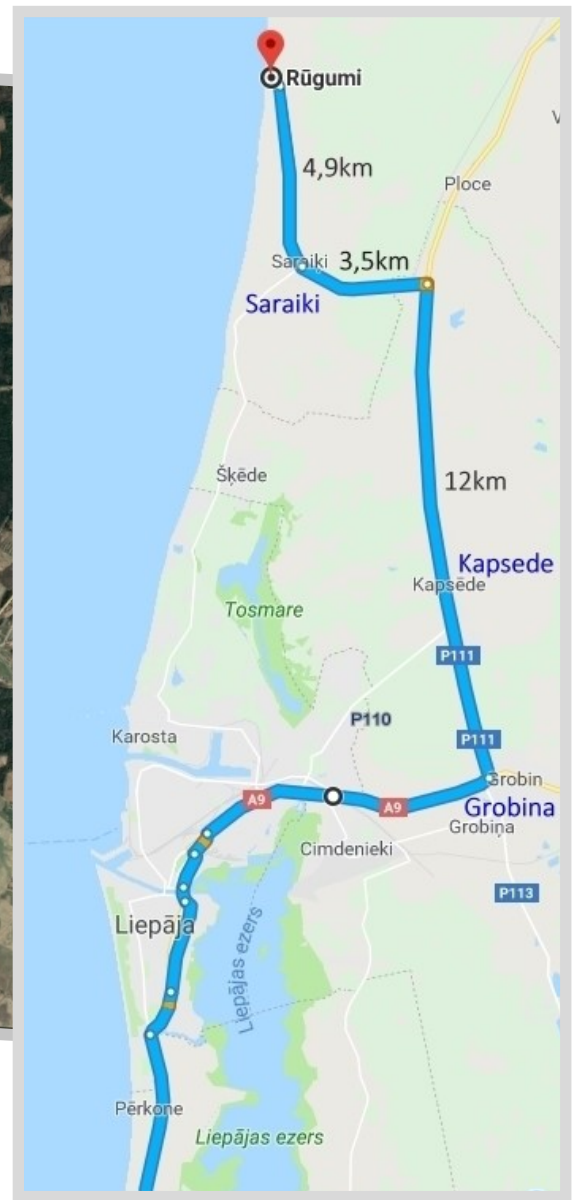 Rūgumi
4,9km
Ploce
Saraiķi
3,5km
Saraiki
Šķēde
12km
Kapsede
Kapsēde
Tosmare
P111
P110
Karosta
P111
Grobin
A9
A9
Grobina
Grobiņa
Cimdenieki
P113
Liepāja
Liepājas ezers
Pērkone
Liepājas ezers